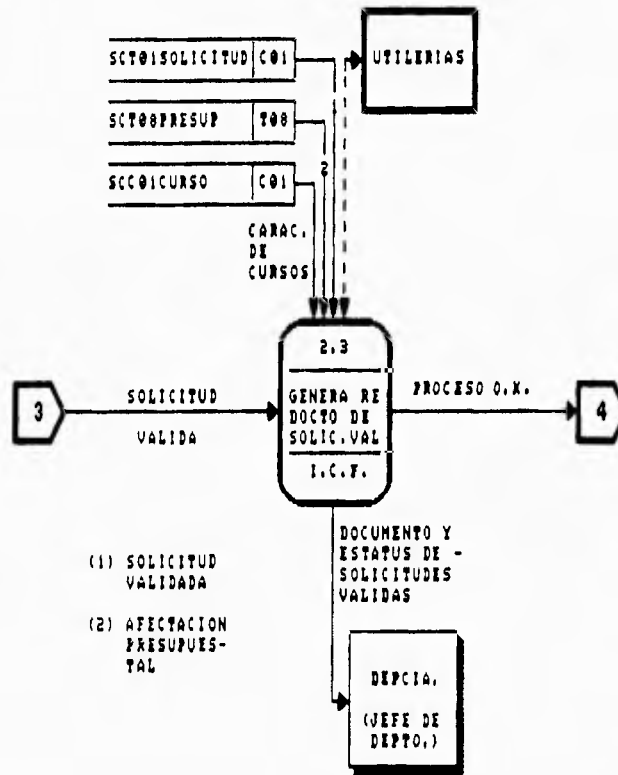 SCT01SOLICITUD C01
UTILERIAS
SCT08PRESUP T08
2
SCC01CURSO C01
CARAC.
DE
CURSOS
2.3
GENERA RE
DOCTO DE
SOLIC.VAL
I.C.F.
3
SOLICITUD
VALIDA
PROCESO O.K.
4
DOCUMENTO Y
ESTATUS DE -
SOLICITUDES
VALIDAS
(1) SOLICITUD
VALIDADA
(2) AFECTACION
PRESUPUES-
TAL
DEPCIA.
(JEFE DE
DEPTO.)